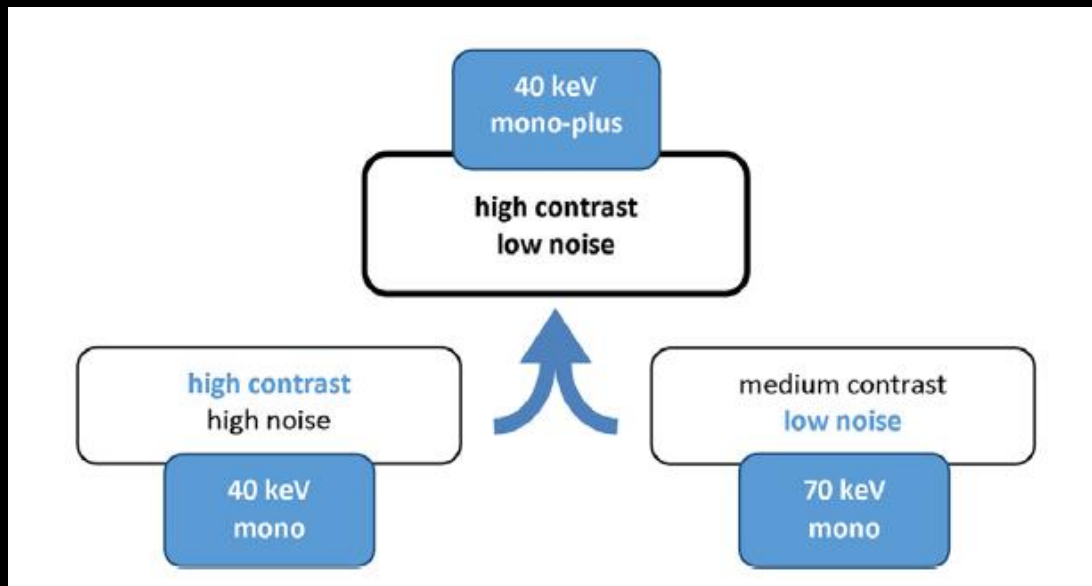 40 keV
mono-plus
high contrast
low noise
high contrast
high noise
40 keV
mono
medium contrast
low noise
70 keV
mono